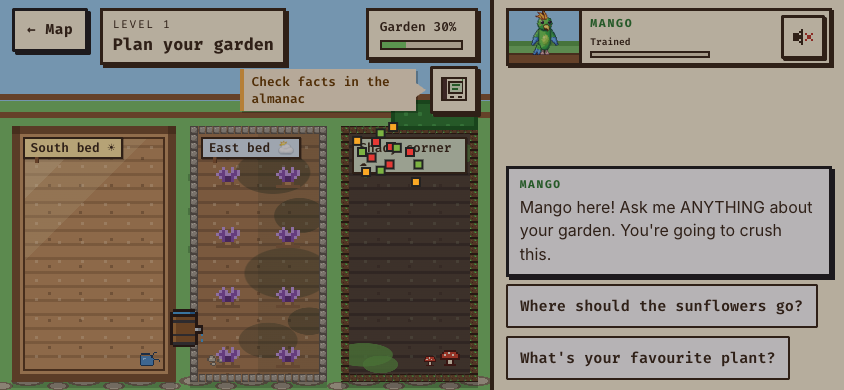 ← Map
LEVEL 1
Plan your garden
Garden 30%
Check facts in the
almanac
South bed ☀
East bed ⛅
corner
MANGO
Trained
MANGO
Mango here! Ask me ANYTHING about
your garden. You're going to crush
this.
Where should the sunflowers go?
What's your favourite plant?